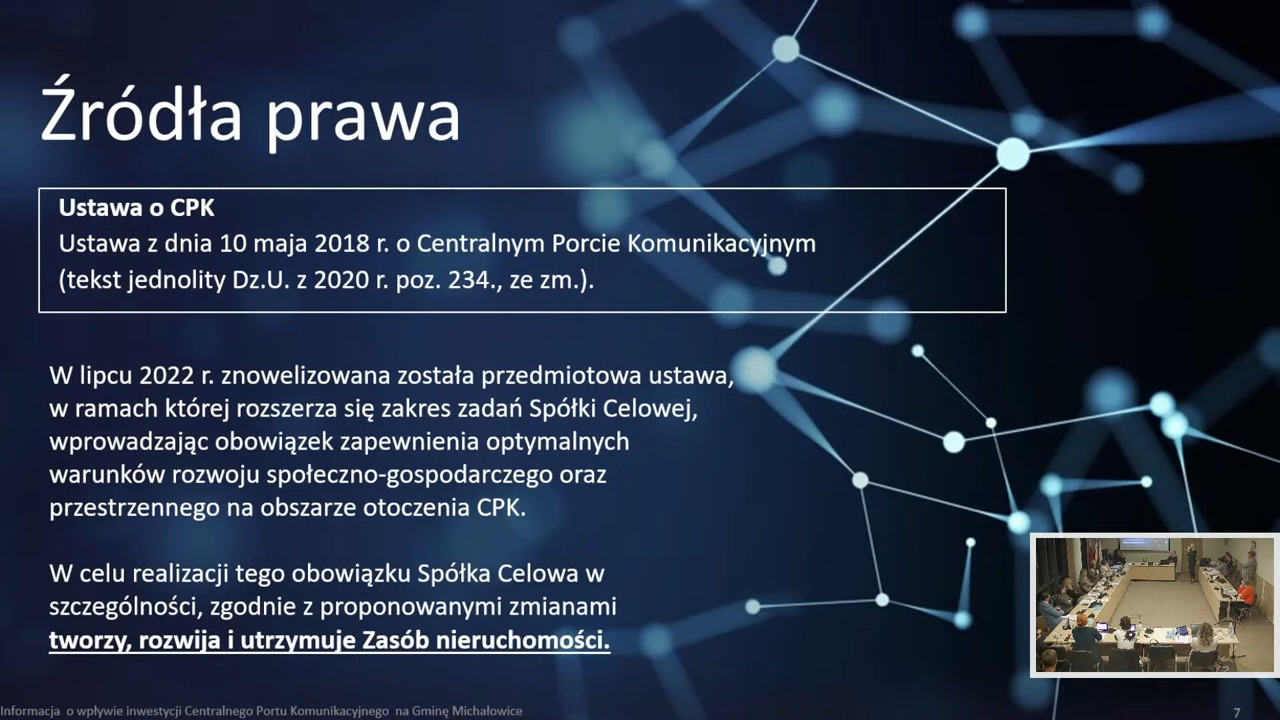 Źródła prawa
Ustawa o CPK
Ustawa z dnia 10 maja 2018 r. o Centralnym Porcie Komunikacyjnym
(tekst jednolity Dz.U. z 2020 r. poz. 234., ze zm.).
W lipcu 2022 r. znowelizowana została przedmiotowa ustawa,
w ramach której rozszerza się zakres zadań Spółki Celowej,
wprowadzając obowiązek zapewnienia optymalnych
warunków rozwoju społeczno-gospodarczego oraz
przestrzennego na obszarze otoczenia CPK.
W celu realizacji tego obowiązku Spółka Celowa w
szczególności, zgodnie z proponowanymi zmianami
tworzy, rozwija i utrzymuje Zasób nieruchomości.
Informacja o wpływie inwestycji Centralnego Portu Komunikacyjnego na Gminę Michałowice
7